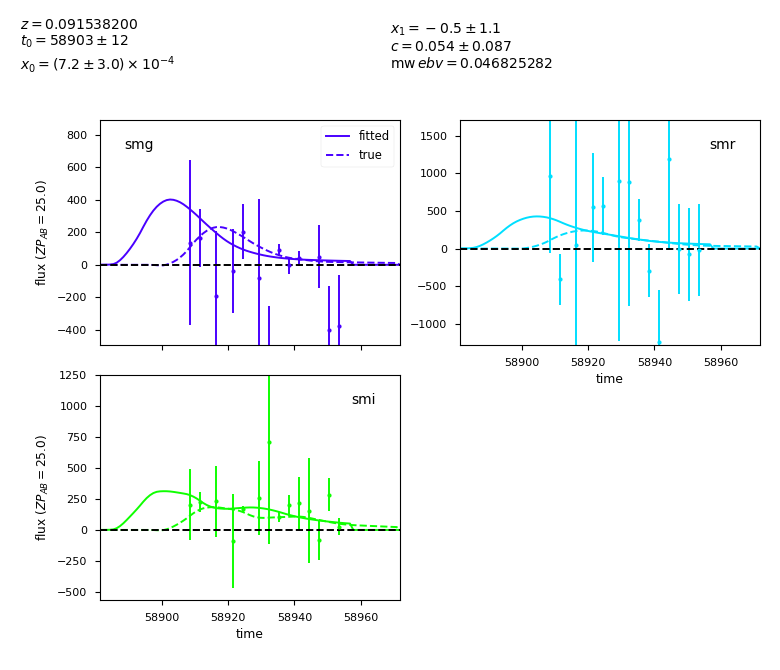 z = 0.091538200
t₀ = 58903 ± 12
x₀ = (7.2 ± 3.0) × 10⁻⁴
x₁ = −0.5 ± 1.1
c = 0.054 ± 0.087
mw ebv = 0.046825282
smg
fitted
true
800
600
400
200
0
−200
−400
flux (ZP_AB = 25.0)
smr
1500
1000
500
0
−500
−1000
58900 58920 58940 58960
time
smi
1250
1000
750
500
250
0
−250
−500
flux (ZP_AB = 25.0)
58900 58920 58940 58960
time